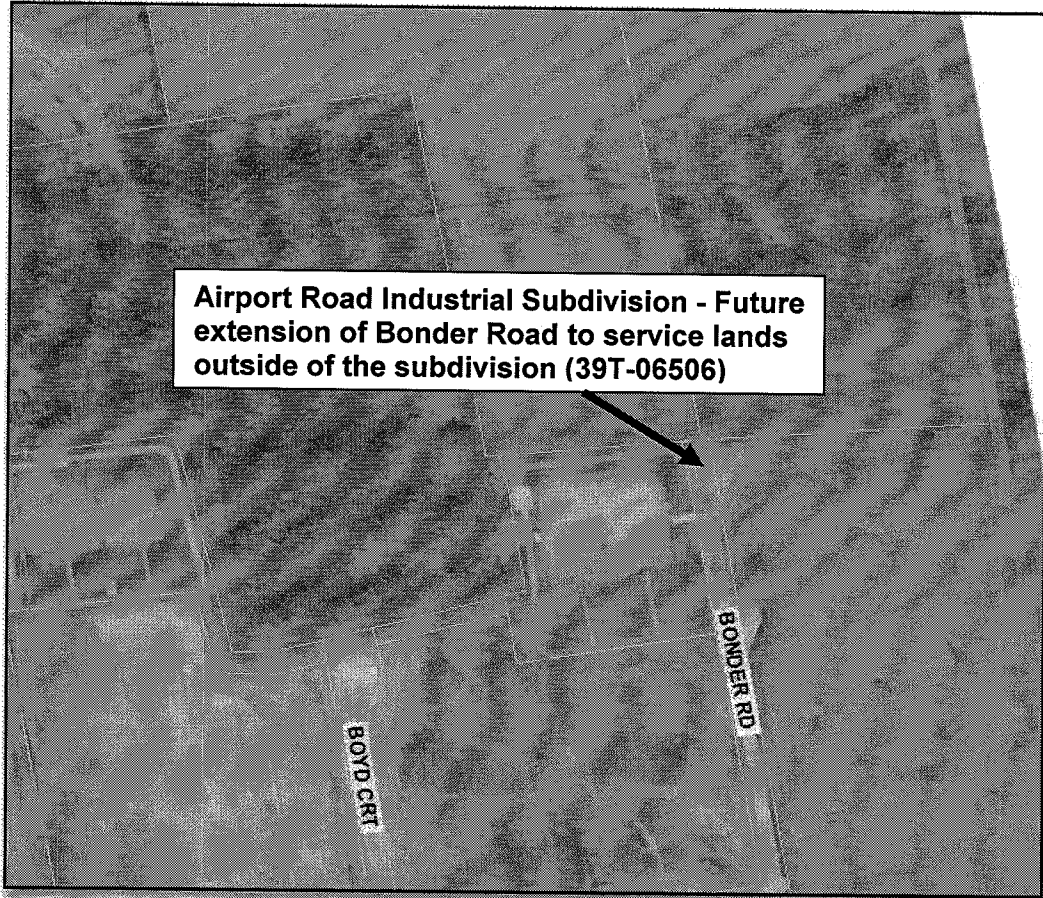 Airport Road Industrial Subdivision - Future
extension of Bonder Road to service lands
outside of the subdivision (39T-06506)
BONDER RD
BOYD CRT